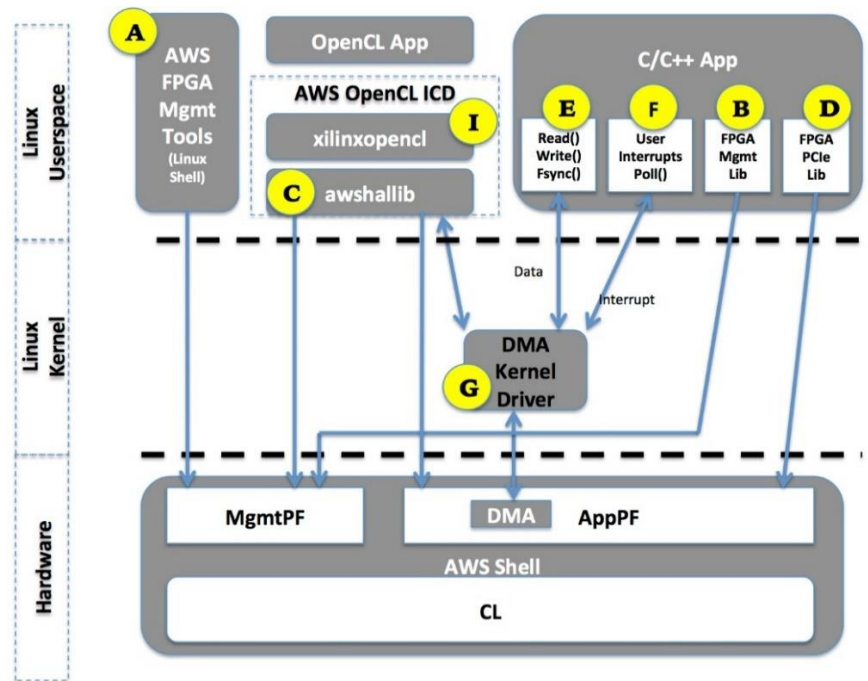 Linux
Userspace
Linux
Kernel
Hardware
A
AWS
FPGA
Mgmt
Tools
(Linux
Shell)
OpenCL App
AWS OpenCL ICD
I
xilinxopencl
C
awshallib
C/C++ App
E
Read()
Write()
Fsync()
F
User
Interrupts
Poll()
B
FPGA
Mgmt
Lib
D
FPGA
PCIe
Lib
Data
Interrupt
DMA
Kernel
Driver
G
MgmtPF
DMA
AppPF
AWS Shell
CL